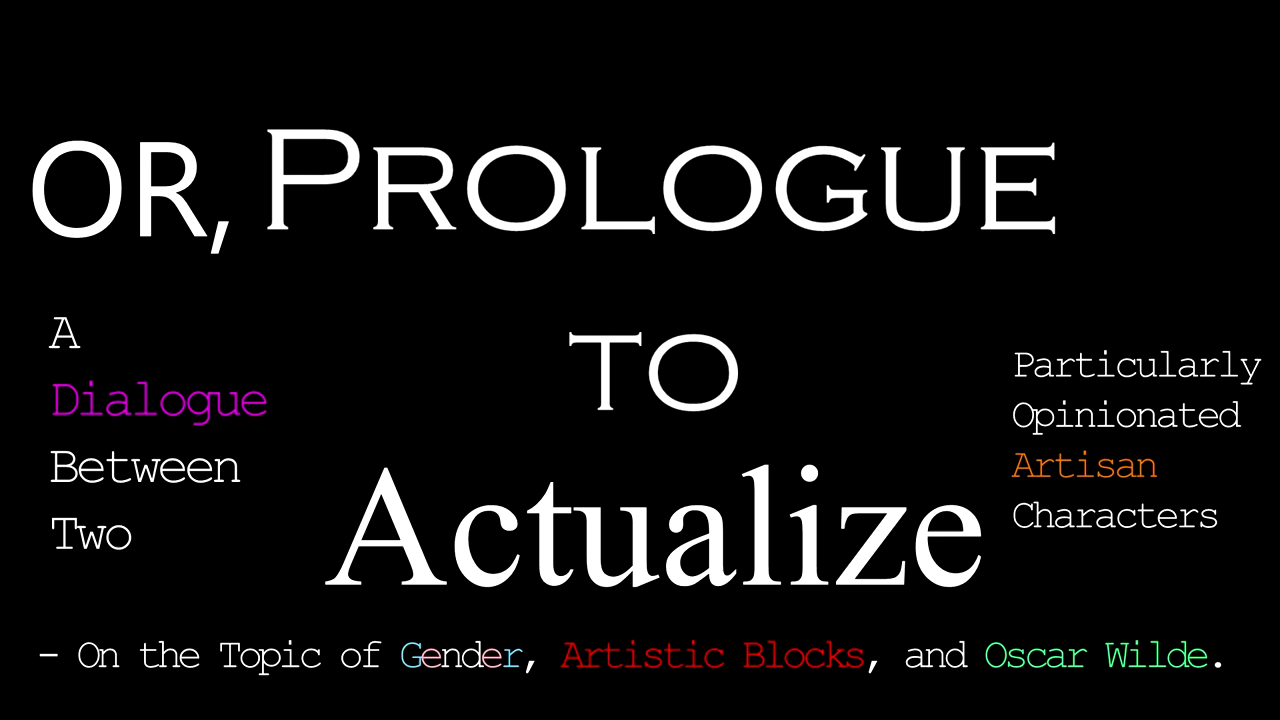 OR, PROLOGUE
TO
Actualize
A
Dialogue
Between
Two
Particularly
Opinionated
Artisan
Characters
- On the Topic of Gender, Artistic Blocks, and Oscar Wilde.